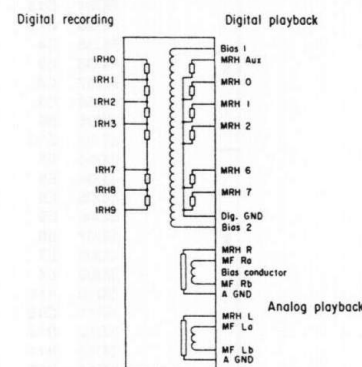 Digital recording
Digital playback
IRH0
IRH1
IRH2
IRH3
IRH7
IRH8
IRH9
Bias 1
MRH Aux
MRH 0
MRH 1
MRH 2
MRH 6
MRH 7
Dig. GND
Bias 2
MRH R
MF Ra
Bias conductor
MF Rb
A GND
Analog playback
MRH L
MF La
MF Lb
A GND